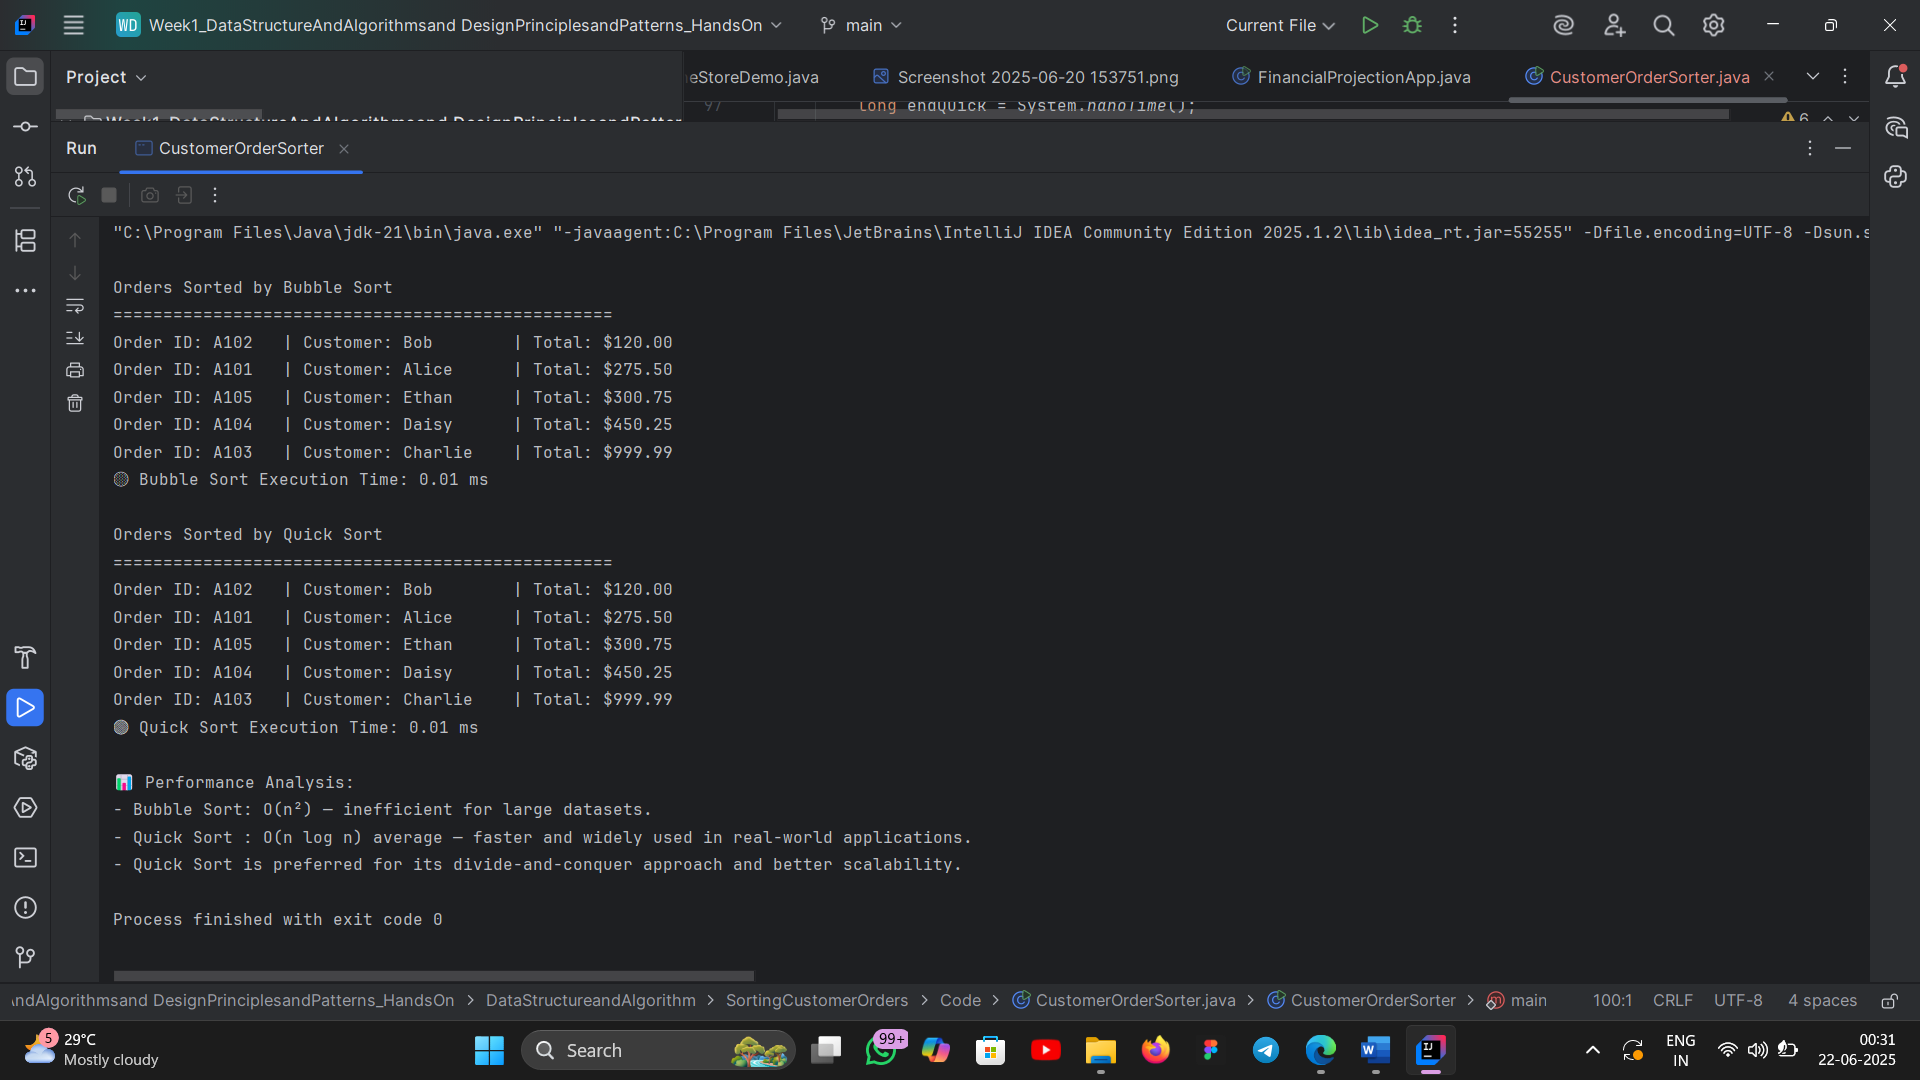 WD Week1_DataStructureAndAlgorithmsand DesignPrinciplesandPatterns_HandsOn main Current File
Project
eStoreDemo.java Screenshot 2025-06-20 153751.png FinancialProjectionApp.java CustomerOrderSorter.java
97 long endQuick = System.nanoTime();
Week1_DataStructureAndAlgorithmsand DesignPrinciplesandPatter
6
Run CustomerOrderSorter
"C:\Program Files\Java\jdk-21\bin\java.exe" "-javaagent:C:\Program Files\JetBrains\IntelliJ IDEA Community Edition 2025.1.2\lib\idea_rt.jar=55255" -Dfile.encoding=UTF-8 -Dsun.s
Orders Sorted by Bubble Sort
==================================================
Order ID: A102 | Customer: Bob | Total: $120.00
Order ID: A101 | Customer: Alice | Total: $275.50
Order ID: A105 | Customer: Ethan | Total: $300.75
Order ID: A104 | Customer: Daisy | Total: $450.25
Order ID: A103 | Customer: Charlie | Total: $999.99
Bubble Sort Execution Time: 0.01 ms
Orders Sorted by Quick Sort
==================================================
Order ID: A102 | Customer: Bob | Total: $120.00
Order ID: A101 | Customer: Alice | Total: $275.50
Order ID: A105 | Customer: Ethan | Total: $300.75
Order ID: A104 | Customer: Daisy | Total: $450.25
Order ID: A103 | Customer: Charlie | Total: $999.99
Quick Sort Execution Time: 0.01 ms
📊 Performance Analysis:
- Bubble Sort: O(n²) — inefficient for large datasets.
- Quick Sort : O(n log n) average — faster and widely used in real-world applications.
- Quick Sort is preferred for its divide-and-conquer approach and better scalability.
Process finished with exit code 0
AndAlgorithmsand DesignPrinciplesandPatterns_HandsOn > DataStructureandAlgorithm > SortingCustomerOrders > Code > CustomerOrderSorter.java > CustomerOrderSorter > main 100:1 CRLF UTF-8 4 spaces
5 29°C
Mostly cloudy
Search
99+
ENG
IN
00:31
22-06-2025